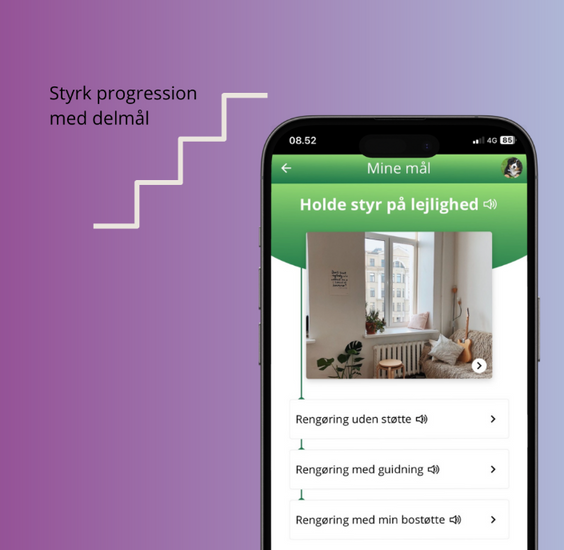 Styrk progression
med delmål
08.52
4G 85
Mine mål
Holde styr på lejlighed
Rengøring uden støtte
Rengøring med guidning
Rengøring med min bostøtte